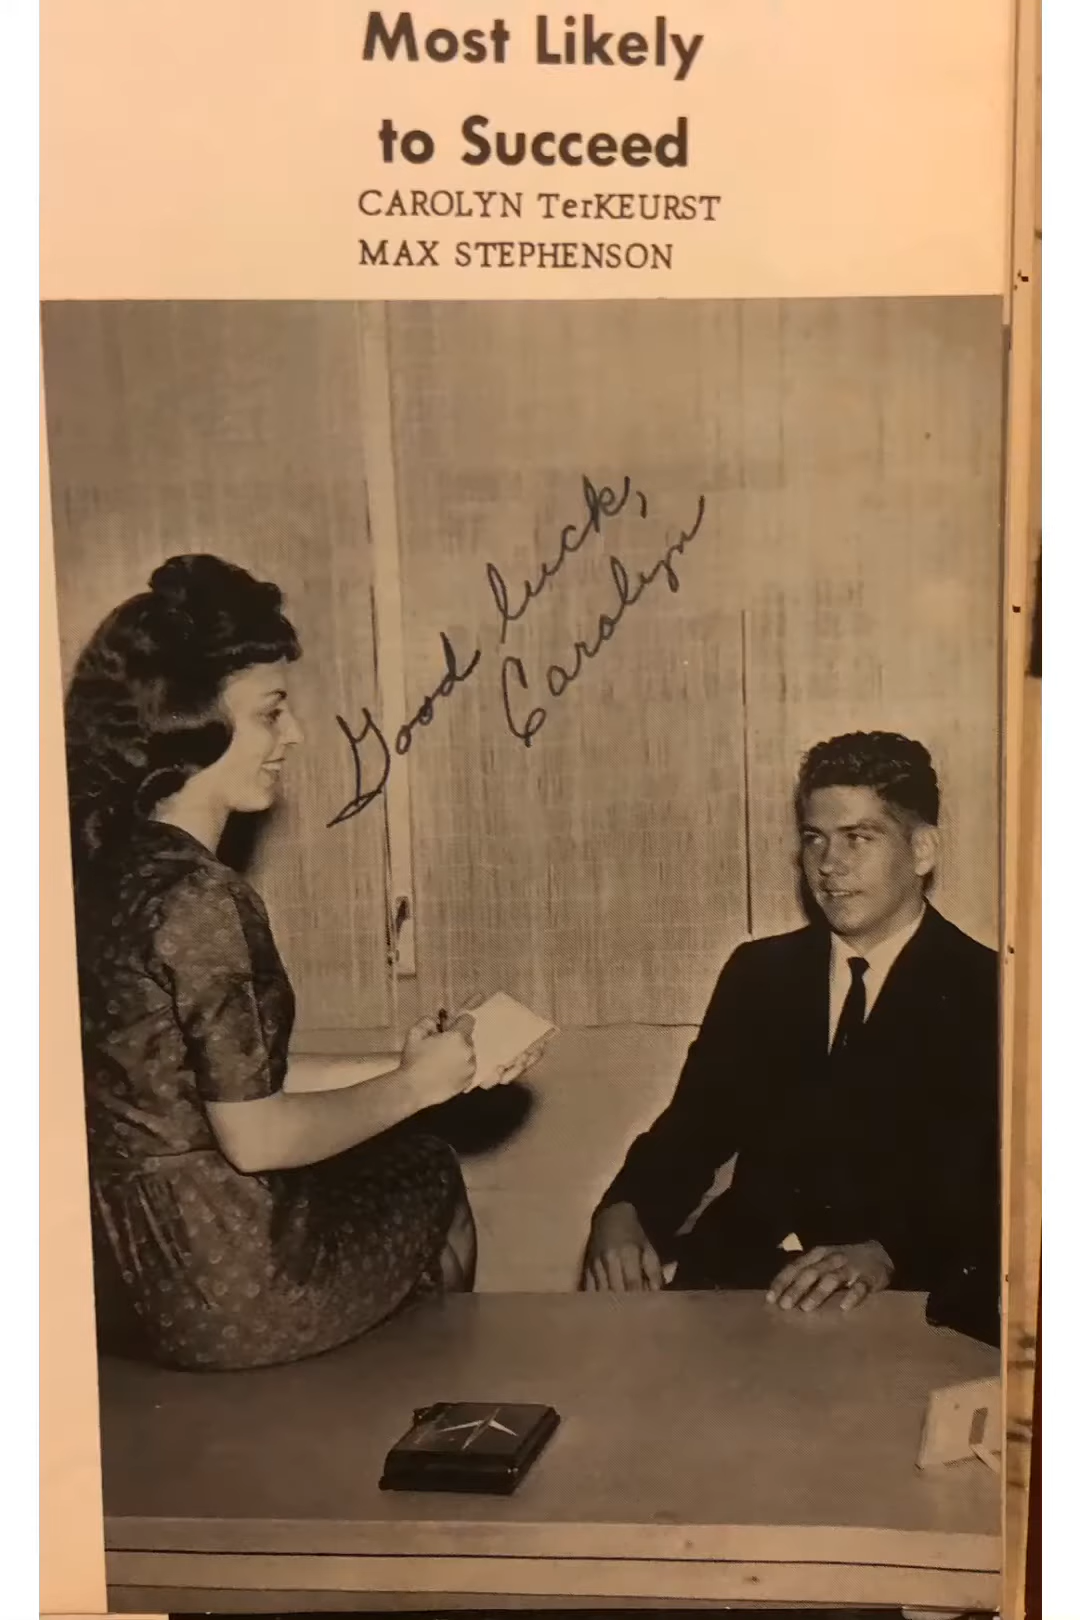 Most Likely
to Succeed
CAROLYN TerKEURST
MAX STEPHENSON
Good luck,
Carolyn